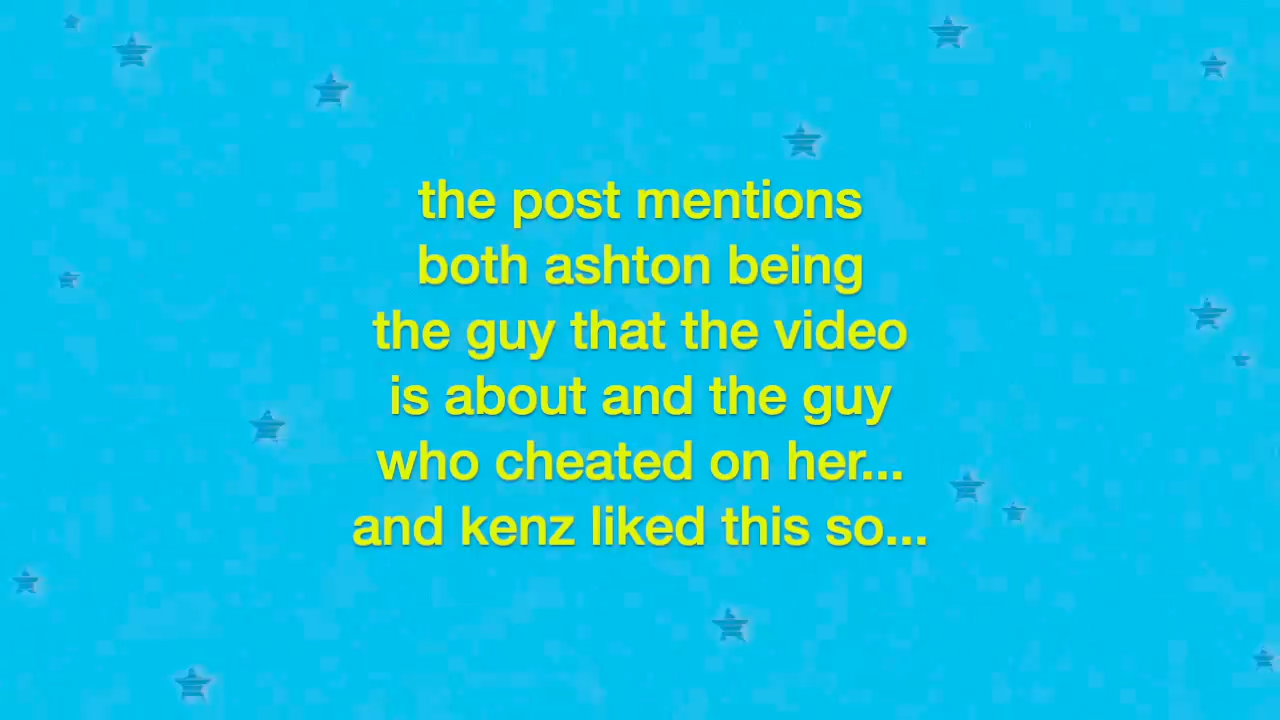 the post mentions
both ashton being
the guy that the video
is about and the guy
who cheated on her...
and kenz liked this so...